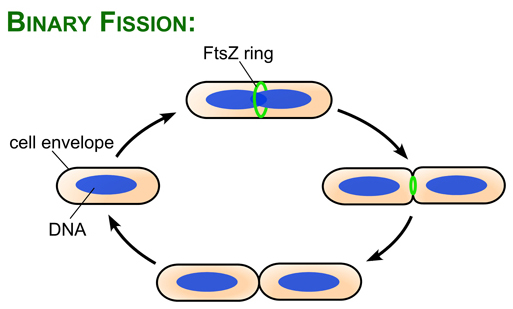 BINARY FISSION:
FtsZ ring
cell envelope
DNA